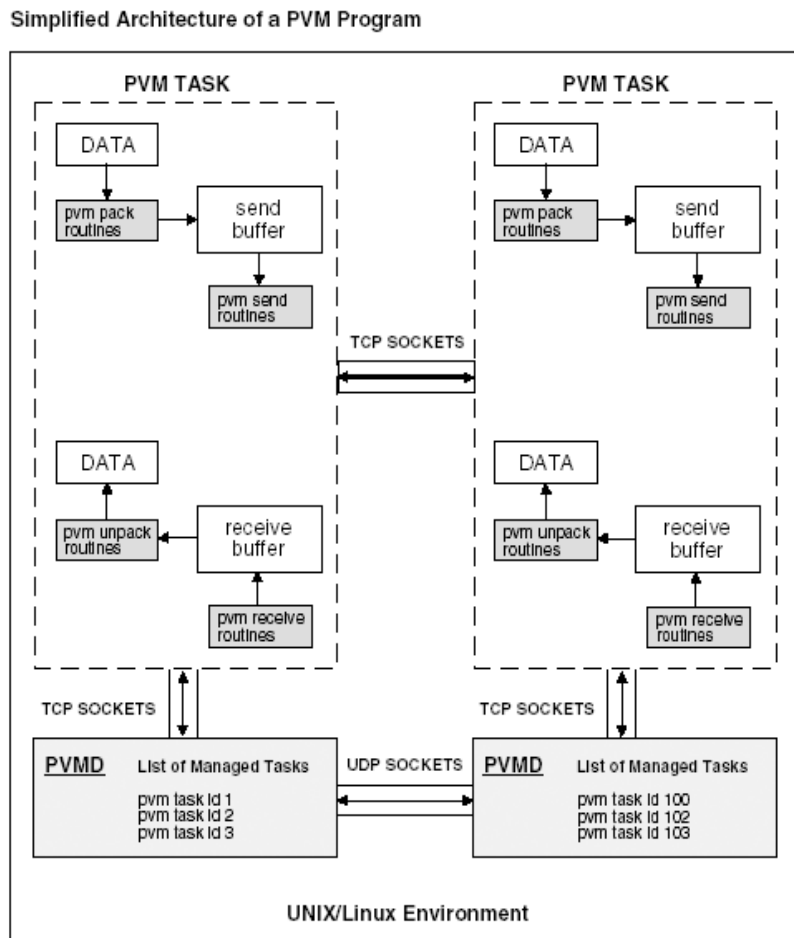 Simplified Architecture of a PVM Program
PVM TASK
DATA
pvm pack
routines
send
buffer
pvm send
routines
DATA
pvm unpack
routines
receive
buffer
pvm receive
routines
PVM TASK
DATA
pvm pack
routines
send
buffer
pvm send
routines
DATA
pvm unpack
routines
receive
buffer
pvm receive
routines
TCP SOCKETS
TCP SOCKETS
TCP SOCKETS
PVMD List of Managed Tasks
pvm task id 1
pvm task id 2
pvm task id 3
UDP SOCKETS
PVMD List of Managed Tasks
pvm task id 100
pvm task id 102
pvm task id 103
UNIX/Linux Environment